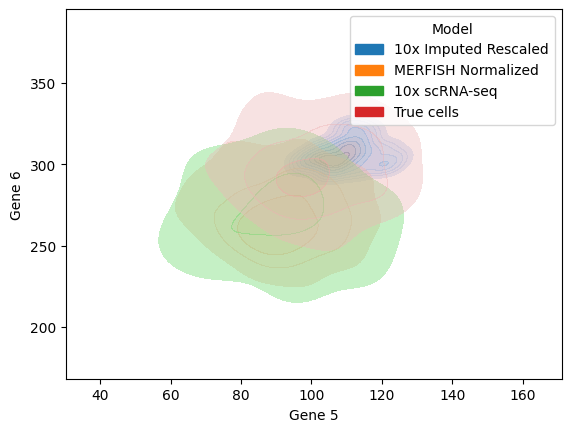 Model
10x Imputed Rescaled
MERFISH Normalized
10x scRNA-seq
True cells
350
300
250
200
Gene 6
40 60 80 100 120 140 160
Gene 5